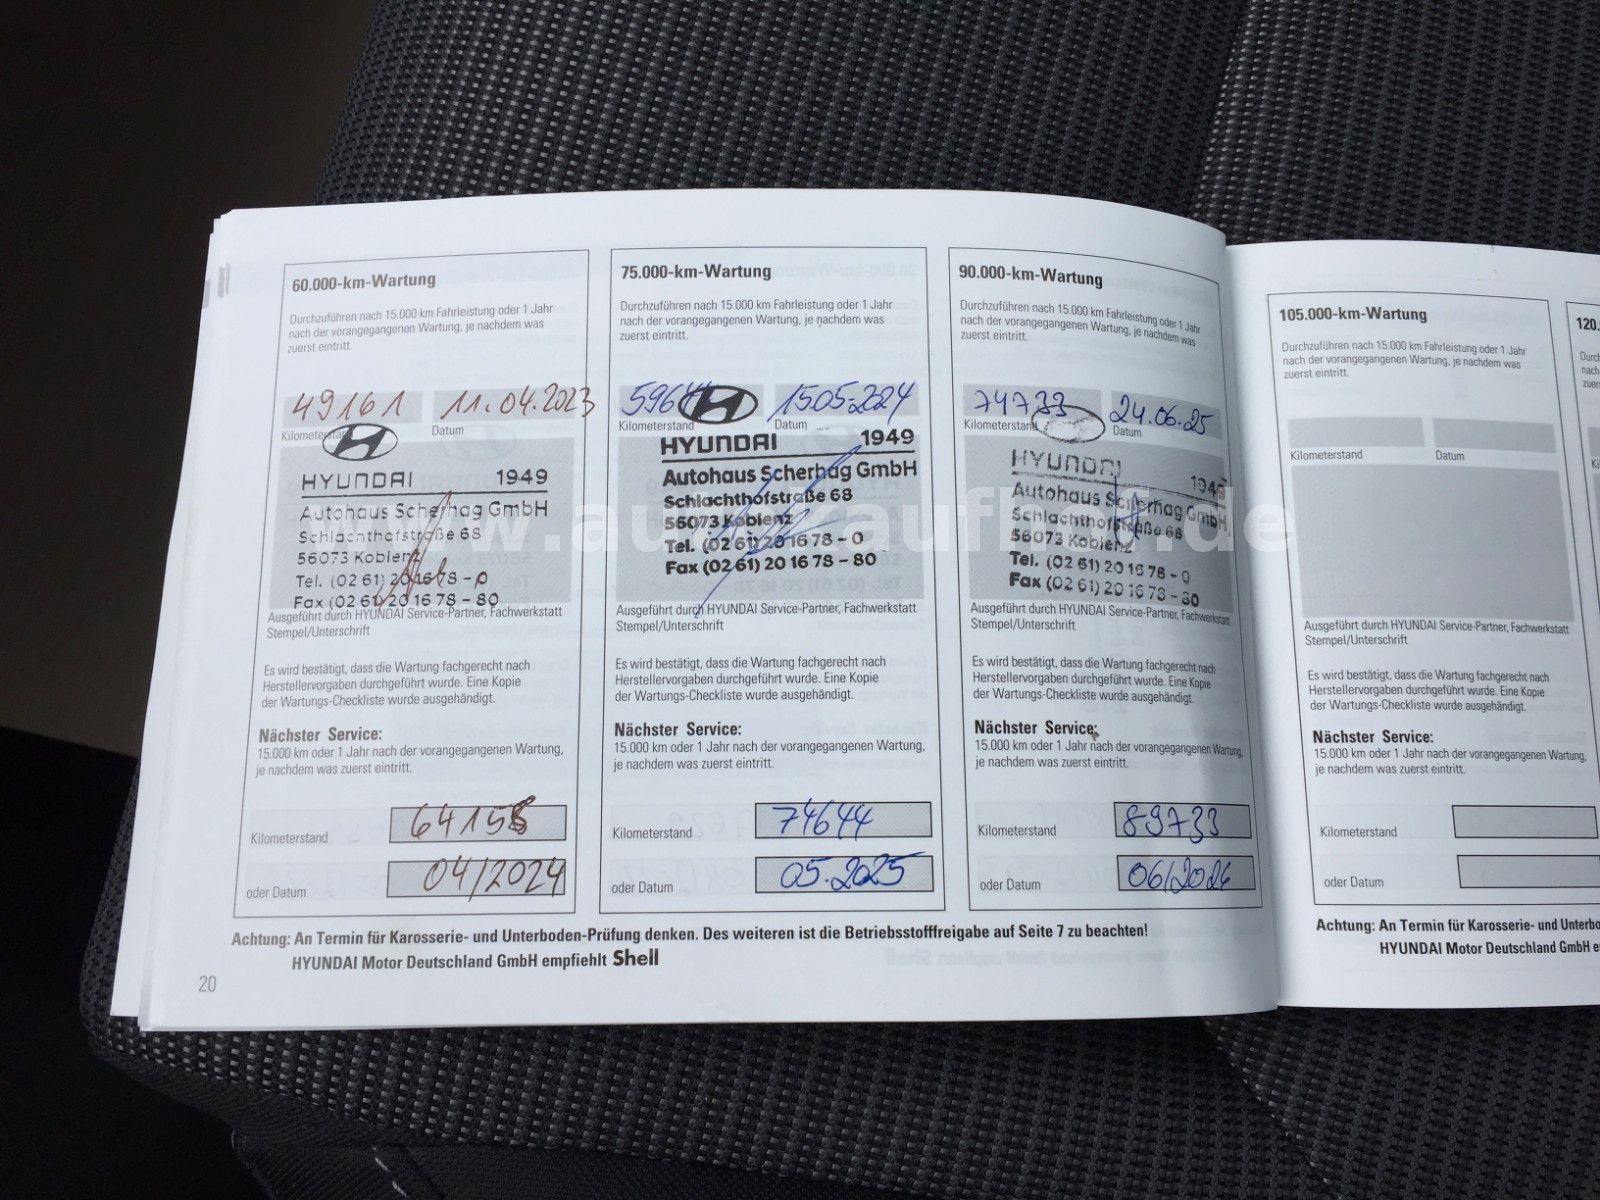 60.000-km-Wartung
Durchzuführen nach 15.000 km Fahrleistung oder 1 Jahr
nach der vorangegangenen Wartung, je nachdem was
zuerst eintritt.
49161 11.04.2023
Kilometerstand Datum
HYUNDAI 1949
Autohaus Scherhag GmbH
Schlachthofstraße 68
56073 Koblenz
Tel. (02 61) 20 16 78 - 0
Fax (02 61) 20 16 78 - 80
Ausgeführt durch HYUNDAI Service-Partner, Fachwerkstatt
Stempel/Unterschrift
Es wird bestätigt, dass die Wartung fachgerecht nach
Herstellervorgaben durchgeführt wurde. Eine Kopie
der Wartungs-Checkliste wurde ausgehändigt.
Nächster Service:
15.000 km oder 1 Jahr nach der vorangegangenen Wartung,
je nachdem was zuerst eintritt.
Kilometerstand
oder Datum 04/2024
75.000-km-Wartung
Durchzuführen nach 15.000 km Fahrleistung oder 1 Jahr
nach der vorangegangenen Wartung, je nachdem was
zuerst eintritt.
59644 15.05.2024
Kilometerstand Datum
HYUNDAI 1949
Autohaus Scherhag GmbH
Schlachthofstraße 68
56073 Koblenz
Tel. (02 61) 20 16 78 - 0
Fax (02 61) 20 16 78 - 80
Ausgeführt durch HYUNDAI Service-Partner, Fachwerkstatt
Stempel/Unterschrift
Es wird bestätigt, dass die Wartung fachgerecht nach
Herstellervorgaben durchgeführt wurde. Eine Kopie
der Wartungs-Checkliste wurde ausgehändigt.
Nächster Service:
15.000 km oder 1 Jahr nach der vorangegangenen Wartung,
je nachdem was zuerst eintritt.
Kilometerstand 74644
oder Datum 05.2025
90.000-km-Wartung
Durchzuführen nach 15.000 km Fahrleistung oder 1 Jahr
nach der vorangegangenen Wartung, je nachdem was
zuerst eintritt.
74733 24.06.25
Kilometerstand Datum
HYUNDAI 1949
Autohaus Scherhag GmbH
Schlachthofstraße 68
56073 Koblenz
Tel. (02 61) 20 16 78 - 0
Fax (02 61) 20 16 78 - 80
Ausgeführt durch HYUNDAI Service-Partner, Fachwerkstatt
Stempel/Unterschrift
Es wird bestätigt, dass die Wartung fachgerecht nach
Herstellervorgaben durchgeführt wurde. Eine Kopie
der Wartungs-Checkliste wurde ausgehändigt.
Nächster Service:
15.000 km oder 1 Jahr nach der vorangegangenen Wartung,
je nachdem was zuerst eintritt.
Kilometerstand 89733
oder Datum 06/2026
Achtung: An Termin für Karosserie- und Unterboden-Prüfung denken. Des weiteren ist die Betriebsstofffreigabe auf Seite 7 zu beachten!
HYUNDAI Motor Deutschland GmbH empfiehlt Shell
20
105.000-km-Wartung
Durchzuführen nach 15.000 km Fahrleistung oder 1 Jahr
nach der vorangegangenen Wartung, je nachdem was
zuerst eintritt.
Kilometerstand Datum
Ausgeführt durch HYUNDAI Service-Partner, Fachwerkstatt
Stempel/Unterschrift
Es wird bestätigt, dass die Wartung fachgerecht nach
Herstellervorgaben durchgeführt wurde. Eine Kopie
der Wartungs-Checkliste wurde ausgehändigt.
Nächster Service:
15.000 km oder 1 Jahr nach der vorangegangenen Wartung,
je nachdem was zuerst eintritt.
Kilometerstand
oder Datum
Achtung: An Termin für Karosserie- und Unterbo
HYUNDAI Motor Deutschland GmbH e
120.